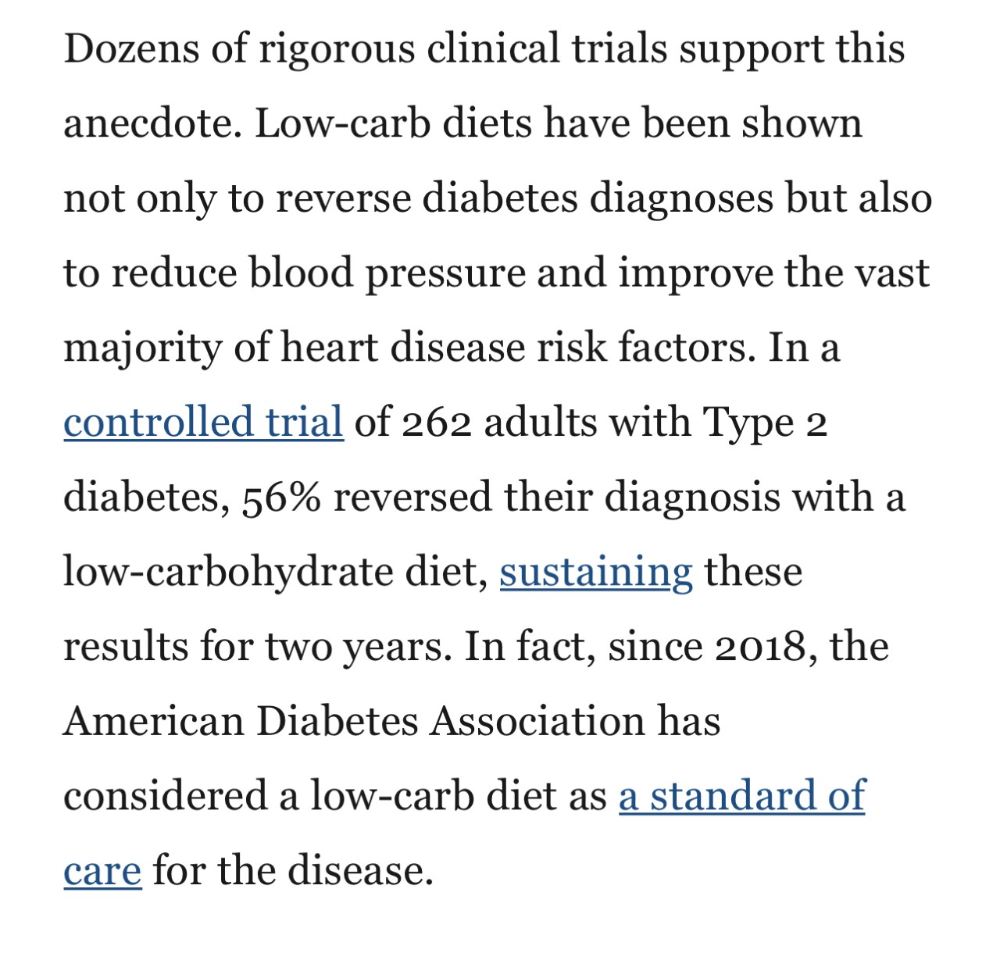 Dozens of rigorous clinical trials support this
anecdote. Low-carb diets have been shown
not only to reverse diabetes diagnoses but also
to reduce blood pressure and improve the vast
majority of heart disease risk factors. In a
controlled trial of 262 adults with Type 2
diabetes, 56% reversed their diagnosis with a
low-carbohydrate diet, sustaining these
results for two years. In fact, since 2018, the
American Diabetes Association has
considered a low-carb diet as a standard of
care for the disease.